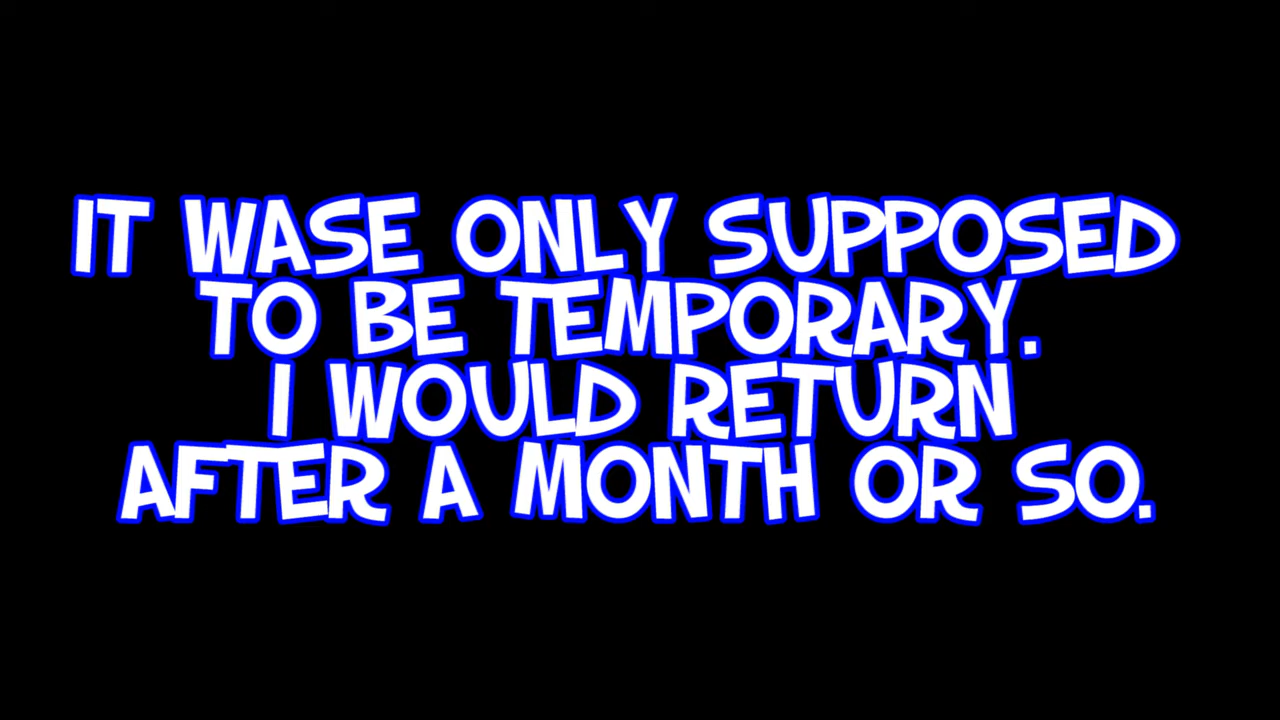 IT WASE ONLY SUPPOSED
TO BE TEMPORARY.
I WOULD RETURN
AFTER A MONTH OR SO.